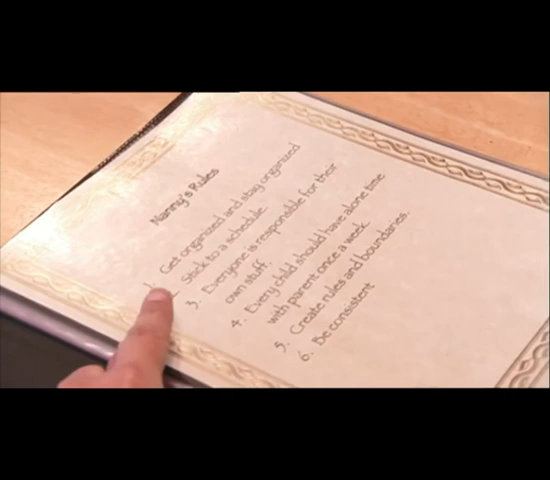 Nanny's Rules
1. Get organized and stay organized
Stick to a schedule.
3. Everyone is responsible for their
own stuff.
4. Every child should have alone time
with parent once a week.
5. Create rules and boundaries.
6. Be consistent